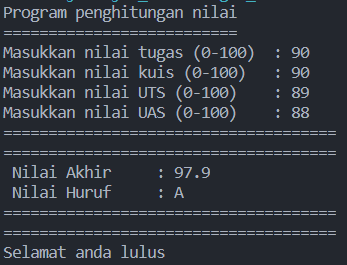 Program penghitungan nilai
==========================
Masukkan nilai tugas (0-100)  : 90
Masukkan nilai kuis (0-100)   : 90
Masukkan nilai UTS (0-100)    : 89
Masukkan nilai UAS (0-100)    : 88
=====================================
=====================================
 Nilai Akhir     : 97.9
 Nilai Huruf     : A
=====================================
=====================================
Selamat anda lulus